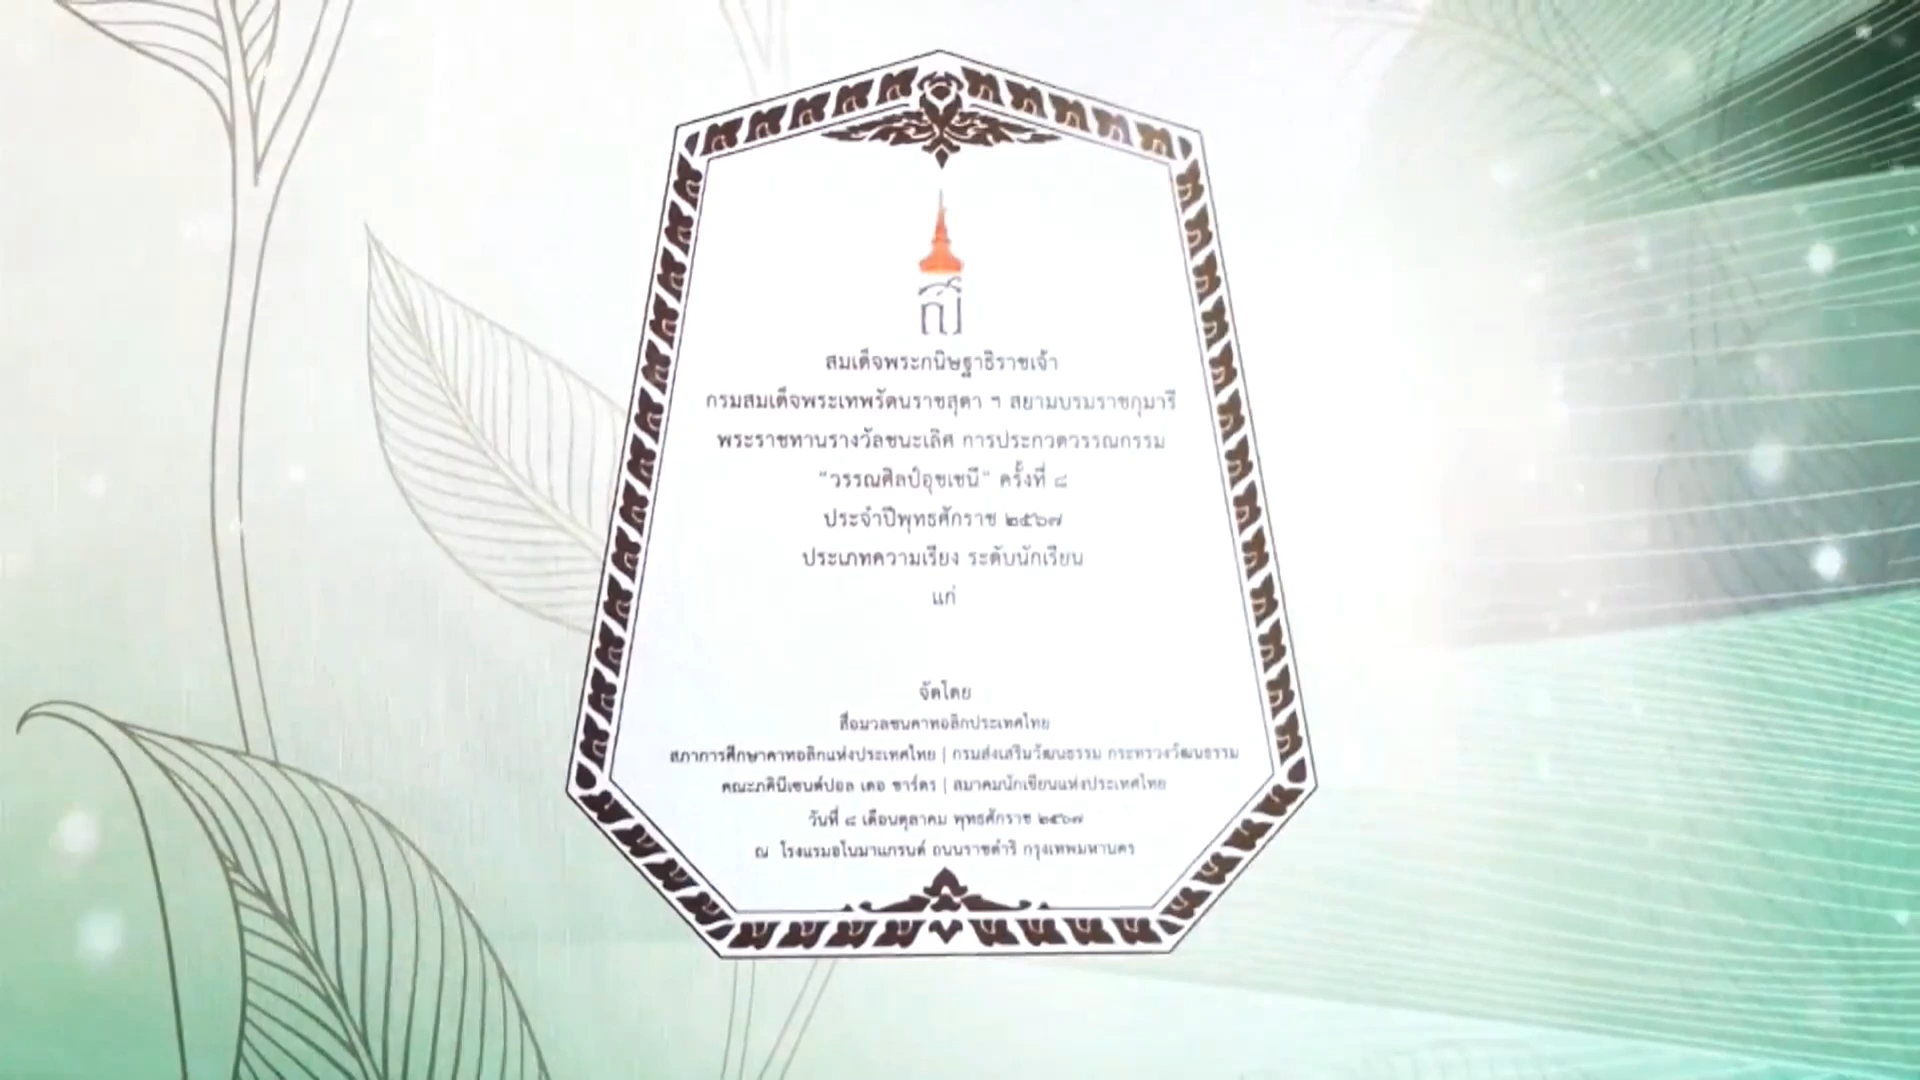 สมเด็จพระกนิษฐาธิราชเจ้า
กรมสมเด็จพระเทพรัตนราชสุดา ฯ สยามบรมราชกุมารี
พระราชทานรางวัลชนะเลิศ การประกวดวรรณกรรม
"วรรณศิลป์อุชเชนี" ครั้งที่ ๘
ประจำปีพุทธศักราช ๒๕๖๗
ประเภทความเรียง ระดับนักเรียน
แก่
จัดโดย
สื่อมวลชนคาทอลิกประเทศไทย
สภาการศึกษาคาทอลิกแห่งประเทศไทย | กรมส่งเสริมวัฒนธรรม กระทรวงวัฒนธรรม
คณะภคินีเซนต์ปอล เดอ ชาร์ตร | สมาคมนักเขียนแห่งประเทศไทย
วันที่ ๘ เดือนตุลาคม พุทธศักราช ๒๕๖๗
ณ โรงแรมอโนมาแกรนด์ ถนนราชดำริ กรุงเทพมหานคร